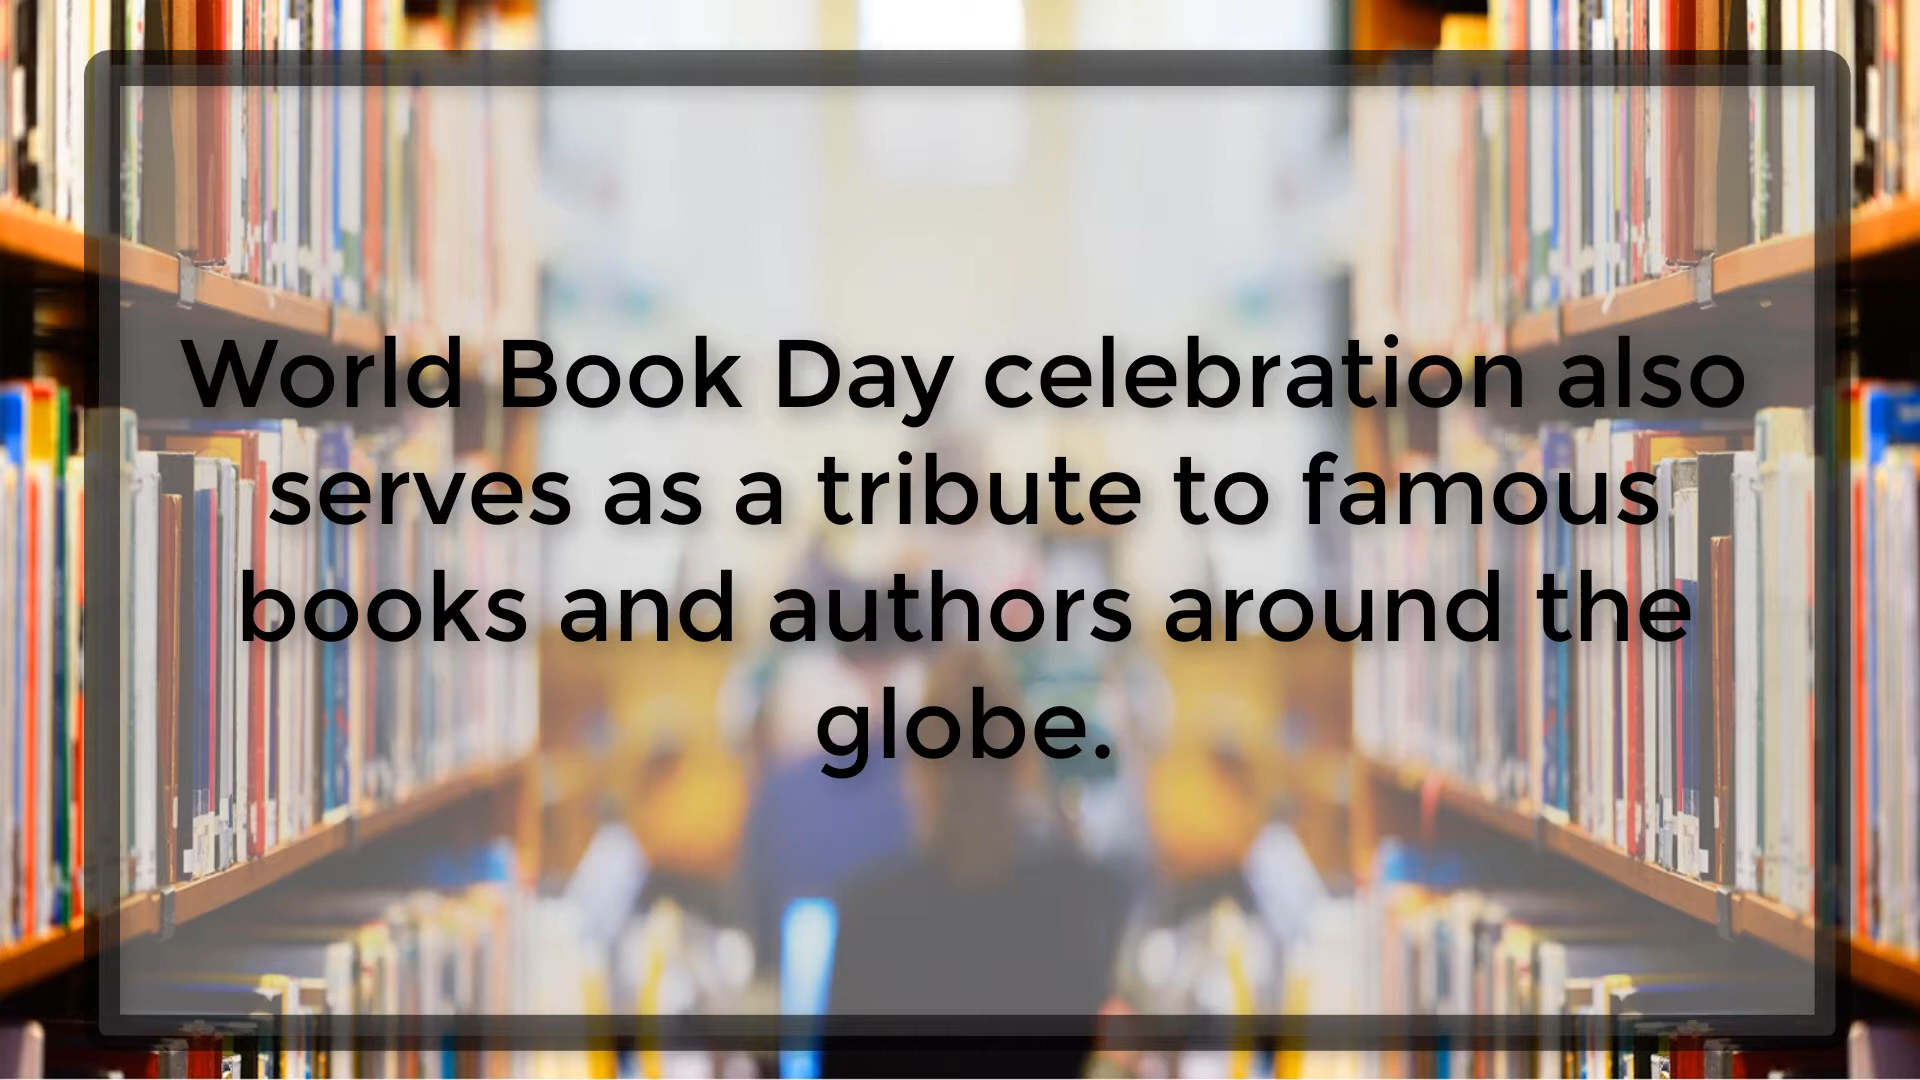 World Book Day celebration also
serves as a tribute to famous
books and authors around the
globe.